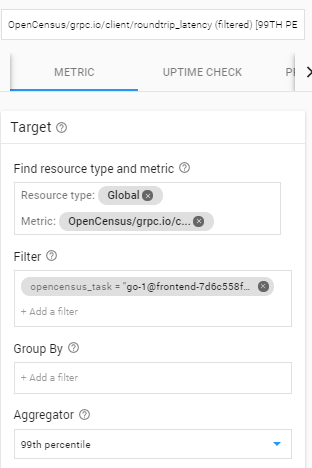 OpenCensus/grpc.io/client/roundtrip_latency (filtered) [99TH PE
METRIC UPTIME CHECK P
Target
Find resource type and metric
Resource type: Global
Metric: OpenCensus/grpc.io/c...
Filter
opencensus_task = "go-1@frontend-7d6c558f...
+ Add a filter
Group By
+ Add a filter
Aggregator
99th percentile